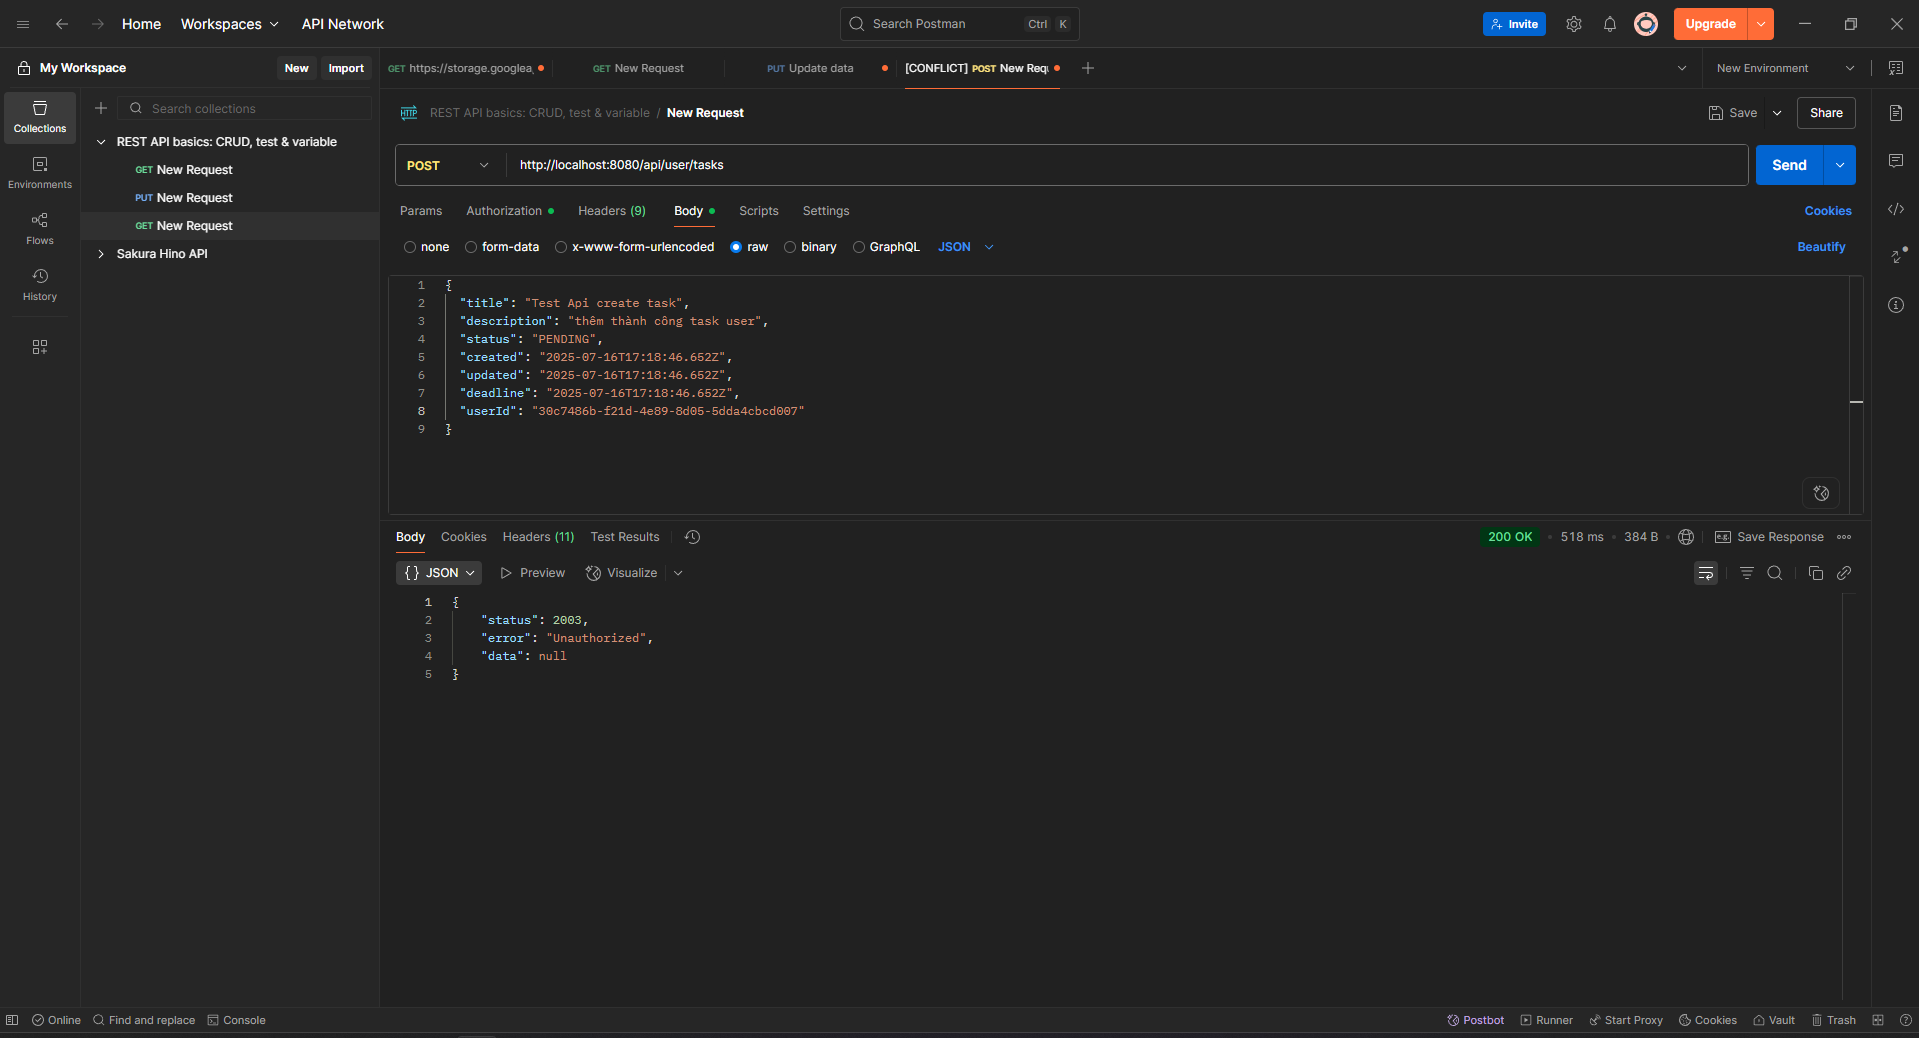 Home
Workspaces
API Network
Search Postman
Ctrl
K
Invite
Upgrade
My Workspace
New
Import
GET https://storage.googlea
GET New Request
PUT Update data
[CONFLICT] POST New Requ
New Environment
Collections
Environments
Flows
History
Search collections
REST API basics: CRUD, test & variable
GET New Request
PUT New Request
GET New Request
Sakura Hino API
HTTP
REST API basics: CRUD, test & variable / New Request
Save
Share
POST
http://localhost:8080/api/user/tasks
Send
Params
Authorization
Headers (9)
Body
Scripts
Settings
Cookies
none
form-data
x-www-form-urlencoded
raw
binary
GraphQL
JSON
Beautify
1 {
2 "title": "Test Api create task",
3 "description": "thêm thành công task user",
4 "status": "PENDING",
5 "created": "2025-07-16T17:18:46.652Z",
6 "updated": "2025-07-16T17:18:46.652Z",
7 "deadline": "2025-07-16T17:18:46.652Z",
8 "userId": "30c7486b-f21d-4e89-8d05-5dda4cbcd007"
9 }
Body
Cookies
Headers (11)
Test Results
200 OK
518 ms
384 B
e.g.
Save Response
{} JSON
Preview
Visualize
1 {
2 "status": 2003,
3 "error": "Unauthorized",
4 "data": null
5 }
Online
Find and replace
Console
Postbot
Runner
Start Proxy
Cookies
Vault
Trash